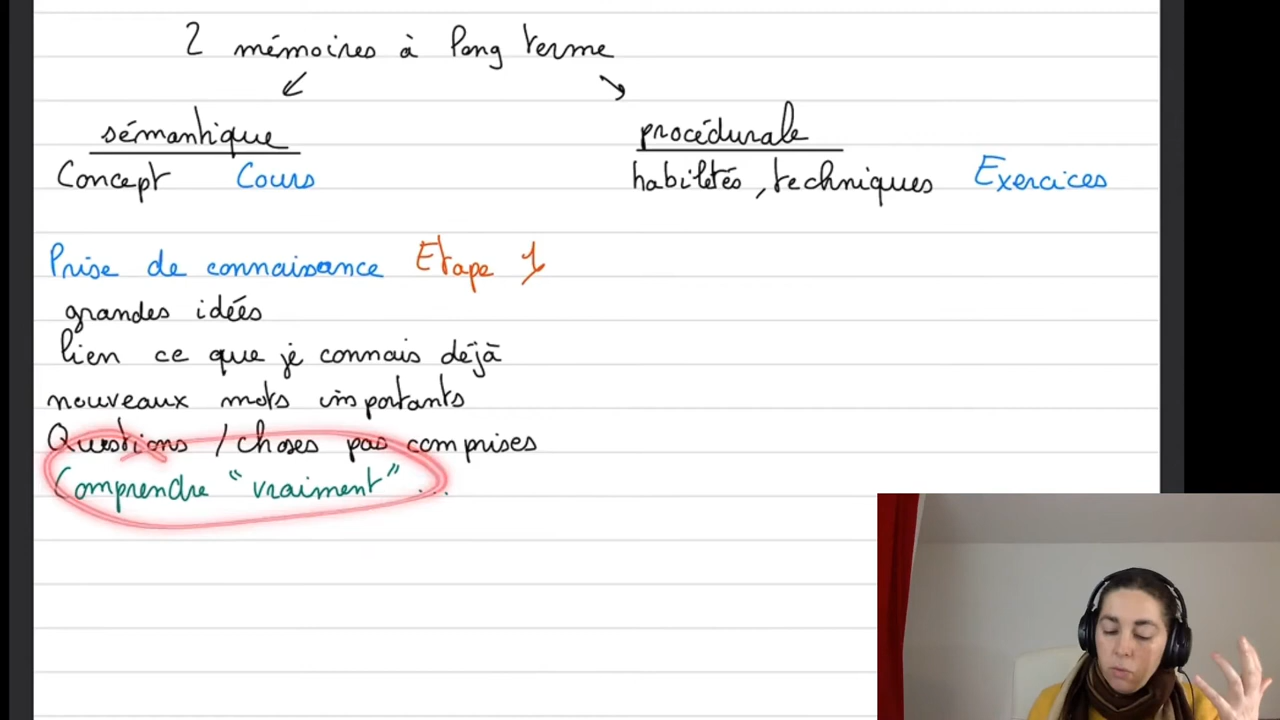 2 mémoires à long terme
sémantique
procédurale
Concept Cours
habiletés, techniques Exercices
Prise de connaissance Etape 1
grandes idées
lien ce que je connais déjà
nouveaux mots importants
Questions / choses pas comprises
Comprendre "vraiment" ...